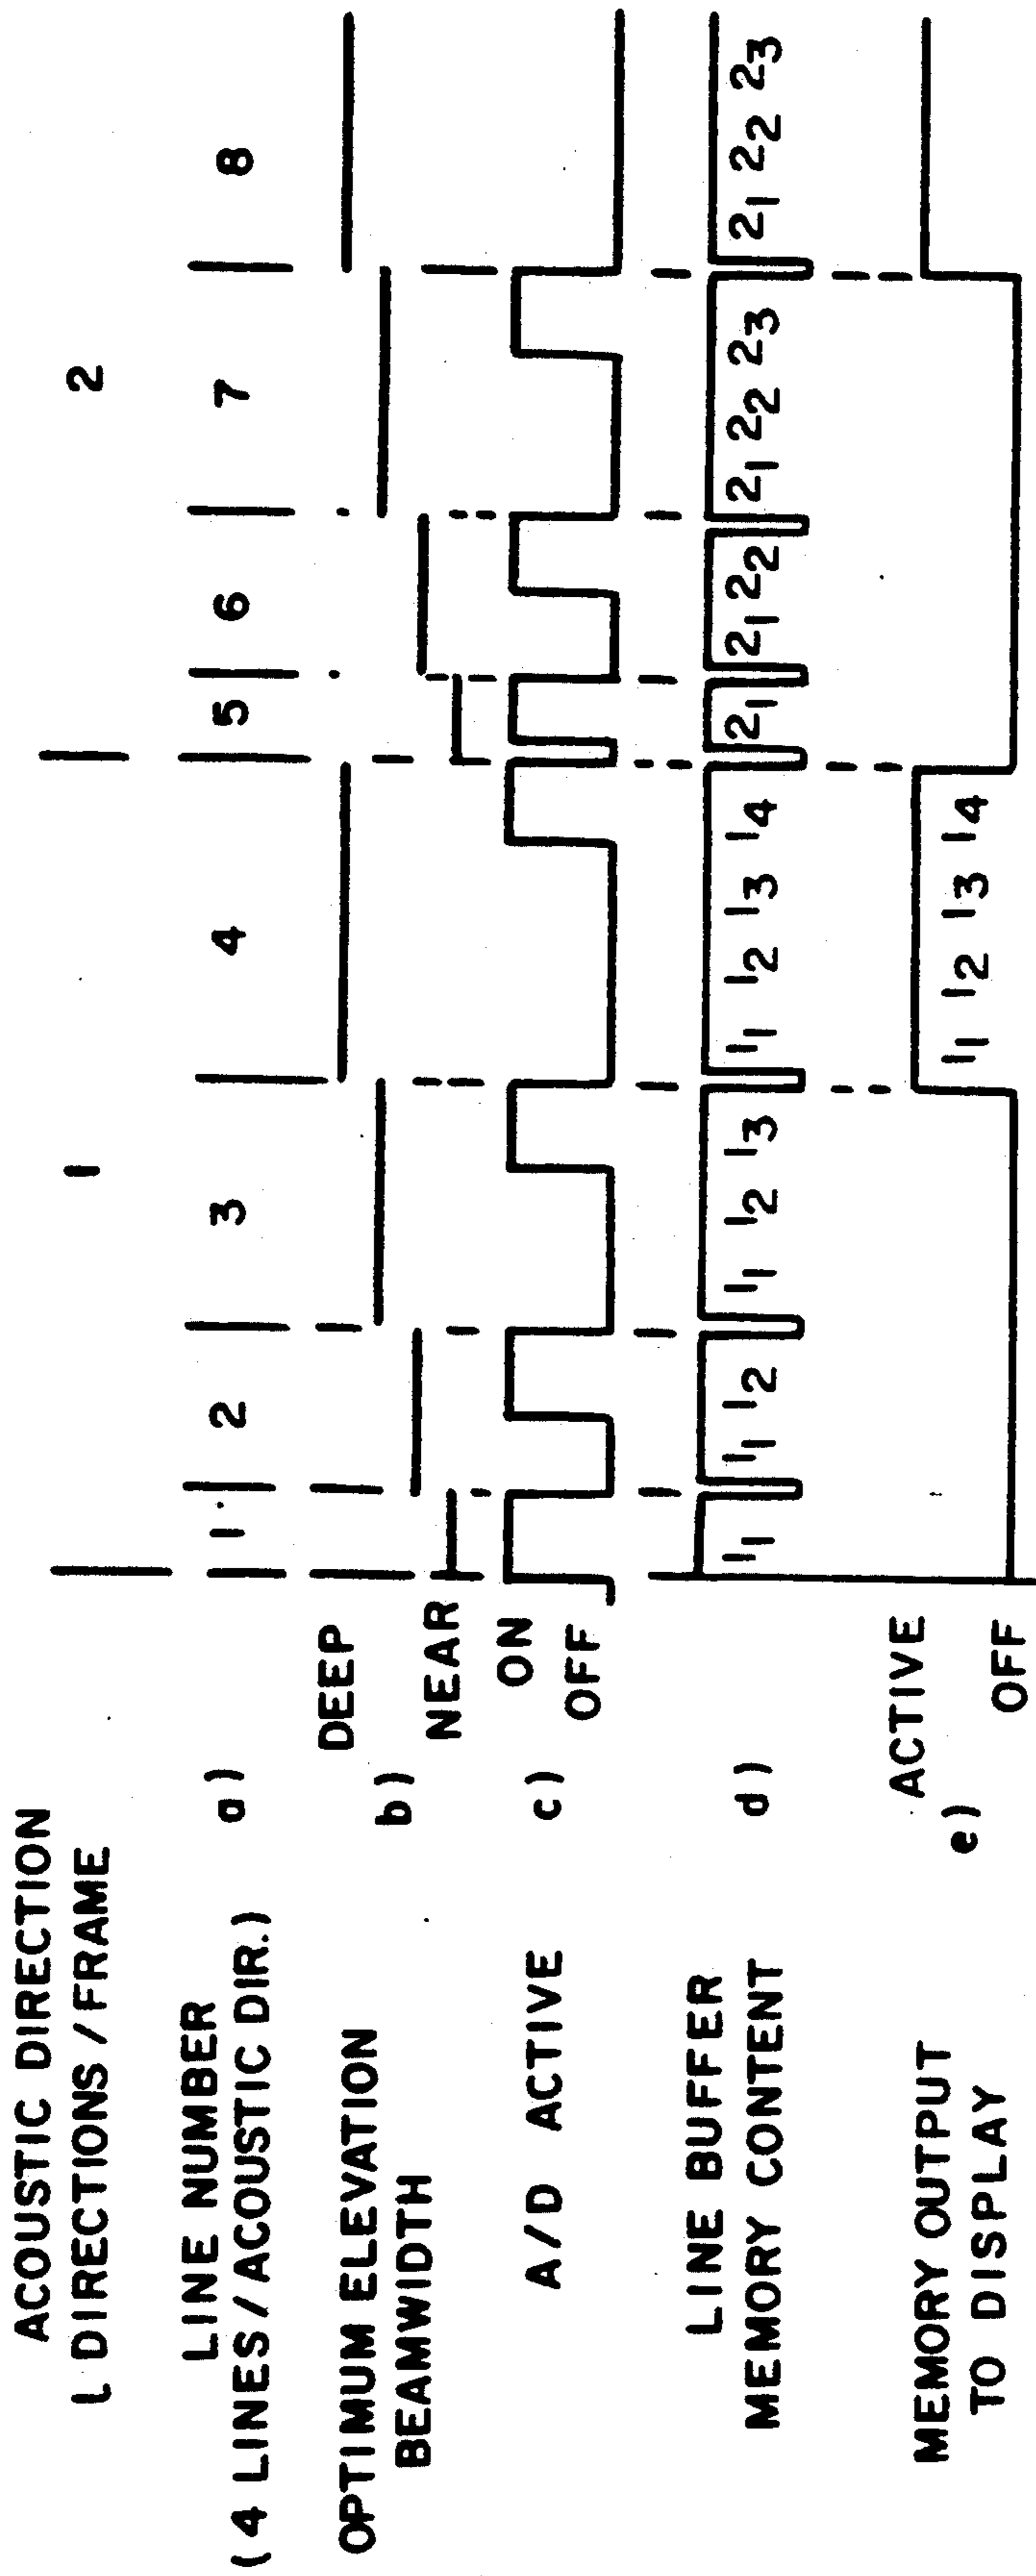 ACOUSTIC DIRECTION
L DIRECTIONS/FRAME
1 2
LINE NUMBER
(4 LINES/ACOUSTIC DIR.)
a)
1 2 3 4 5 6 7 8
OPTIMUM ELEVATION
BEAMWIDTH
b)
DEEP
NEAR
A/D ACTIVE
c)
ON
OFF
LINE BUFFER
MEMORY CONTENT
d)
1₁ 1₁ 1₂ 1₁ 1₂ 1₃ 1₁ 1₂ 1₃ 1₄ 2₁ 2₁ 2₂ 2₁ 2₂ 2₃ 2₁ 2₂ 2₃
MEMORY OUTPUT
TO DISPLAY
e)
ACTIVE
OFF
1₁ 1₂ 1₃ 1₄